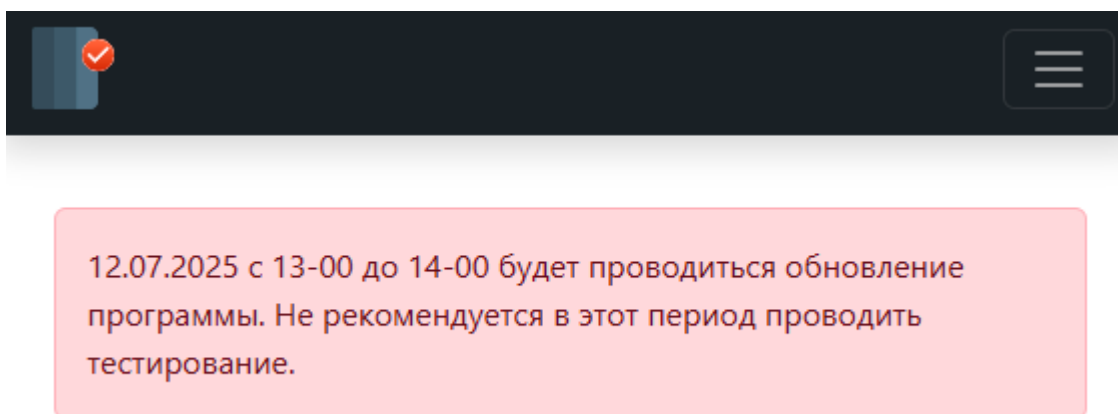 12.07.2025 с 13-00 до 14-00 будет проводиться обновление
программы. Не рекомендуется в этот период проводить
тестирование.